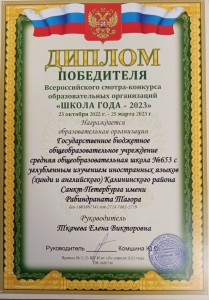 ДИПЛОМ
ПОБЕДИТЕЛЯ
Всероссийского смотра-конкурса
образовательных организаций
«ШКОЛА ГОДА – 2023»
23 октября 2022 г. - 25 марта 2023 г.
Награждается
образовательная организация
Государственное бюджетное
общеобразовательное учреждение
средняя общеобразовательная школа №653 с
углубленным изучением иностранных языков
(хинди и английского) Калининского района
Санкт-Петербурга имени
Рабиндраната Тагора
Руководитель
Ткачева Елена Викторовна
Руководитель
Комшина